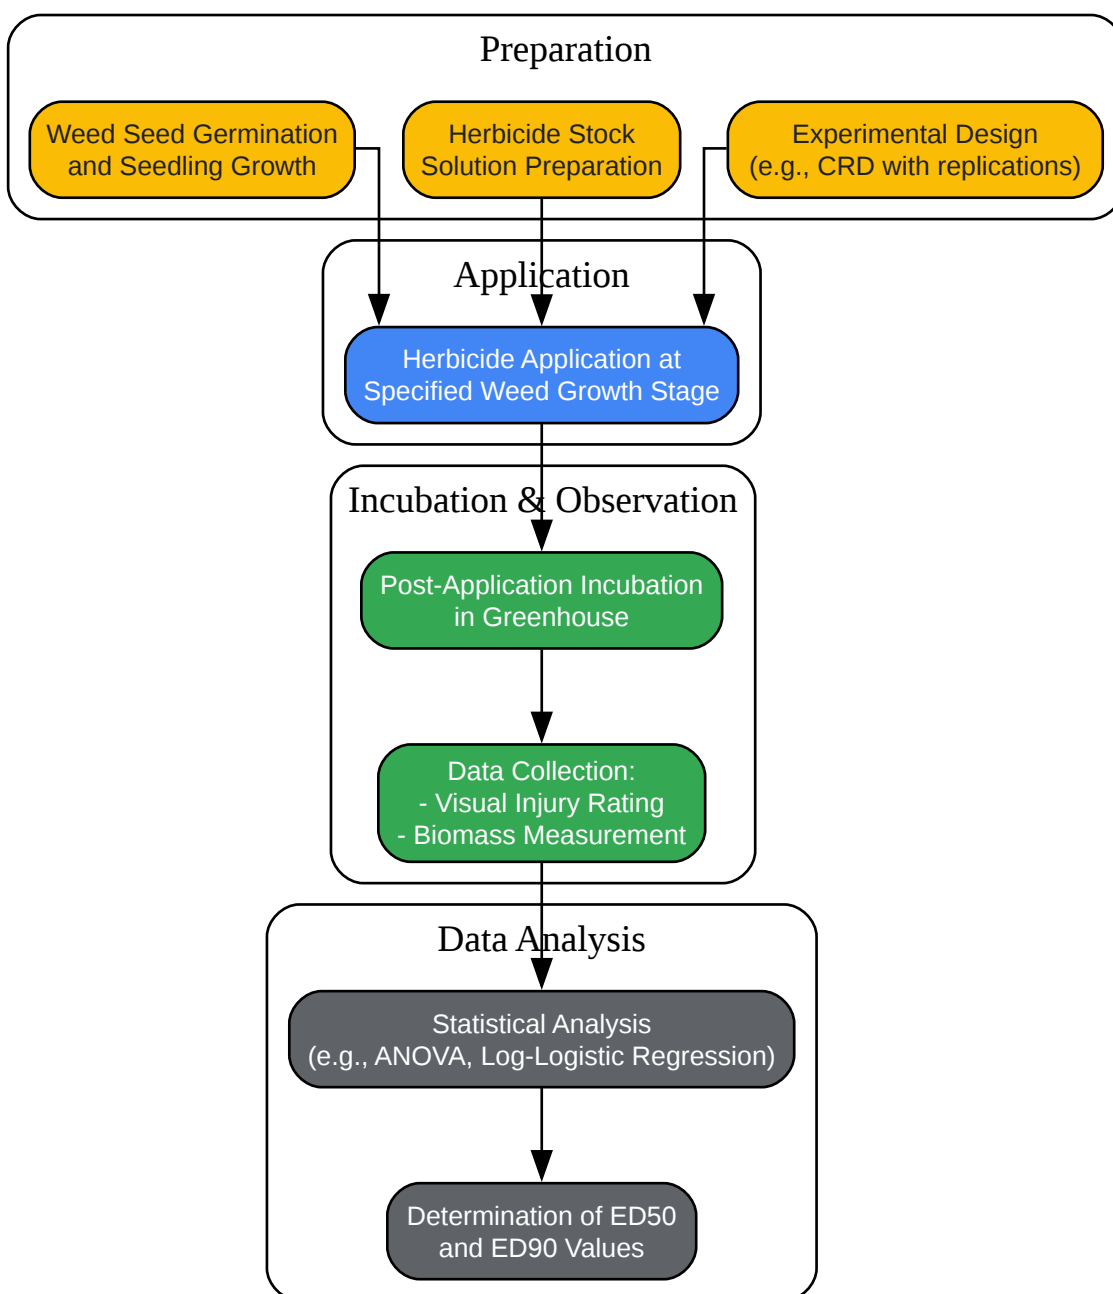 Preparation
Weed Seed Germination
and Seedling Growth
Herbicide Stock
Solution Preparation
Experimental Design
(e.g., CRD with replications)
Application
Herbicide Application at
Specified Weed Growth Stage
Incubation & Observation
Post-Application Incubation
in Greenhouse
Data Collection:
- Visual Injury Rating
- Biomass Measurement
Data Analysis
Statistical Analysis
(e.g., ANOVA, Log-Logistic Regression)
Determination of ED50
and ED90 Values